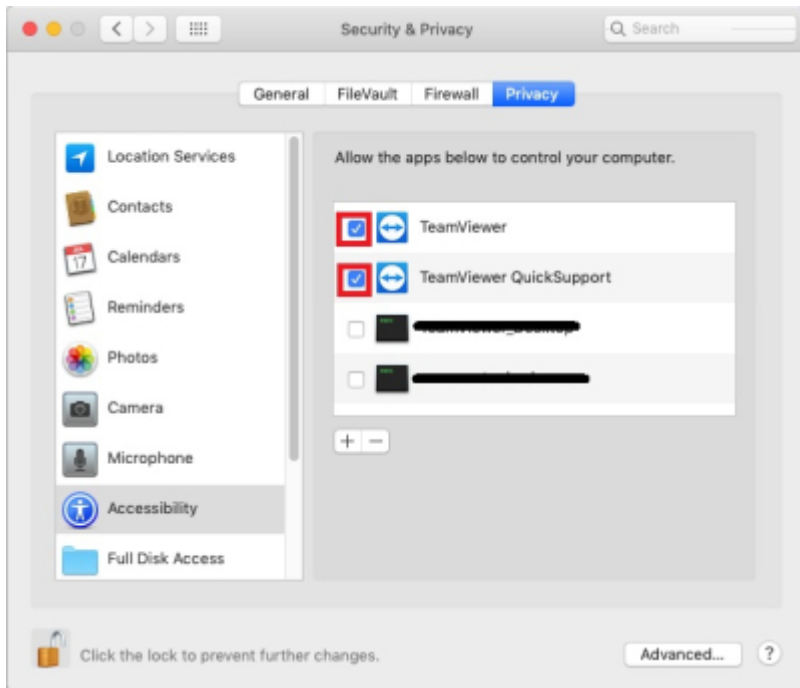 Security & Privacy
Search
General FileVault Firewall Privacy
Location Services
Contacts
Calendars
Reminders
Photos
Camera
Microphone
Accessibility
Full Disk Access
Allow the apps below to control your computer.
TeamViewer
TeamViewer QuickSupport
+ −
Click the lock to prevent further changes.
Advanced... ?
17